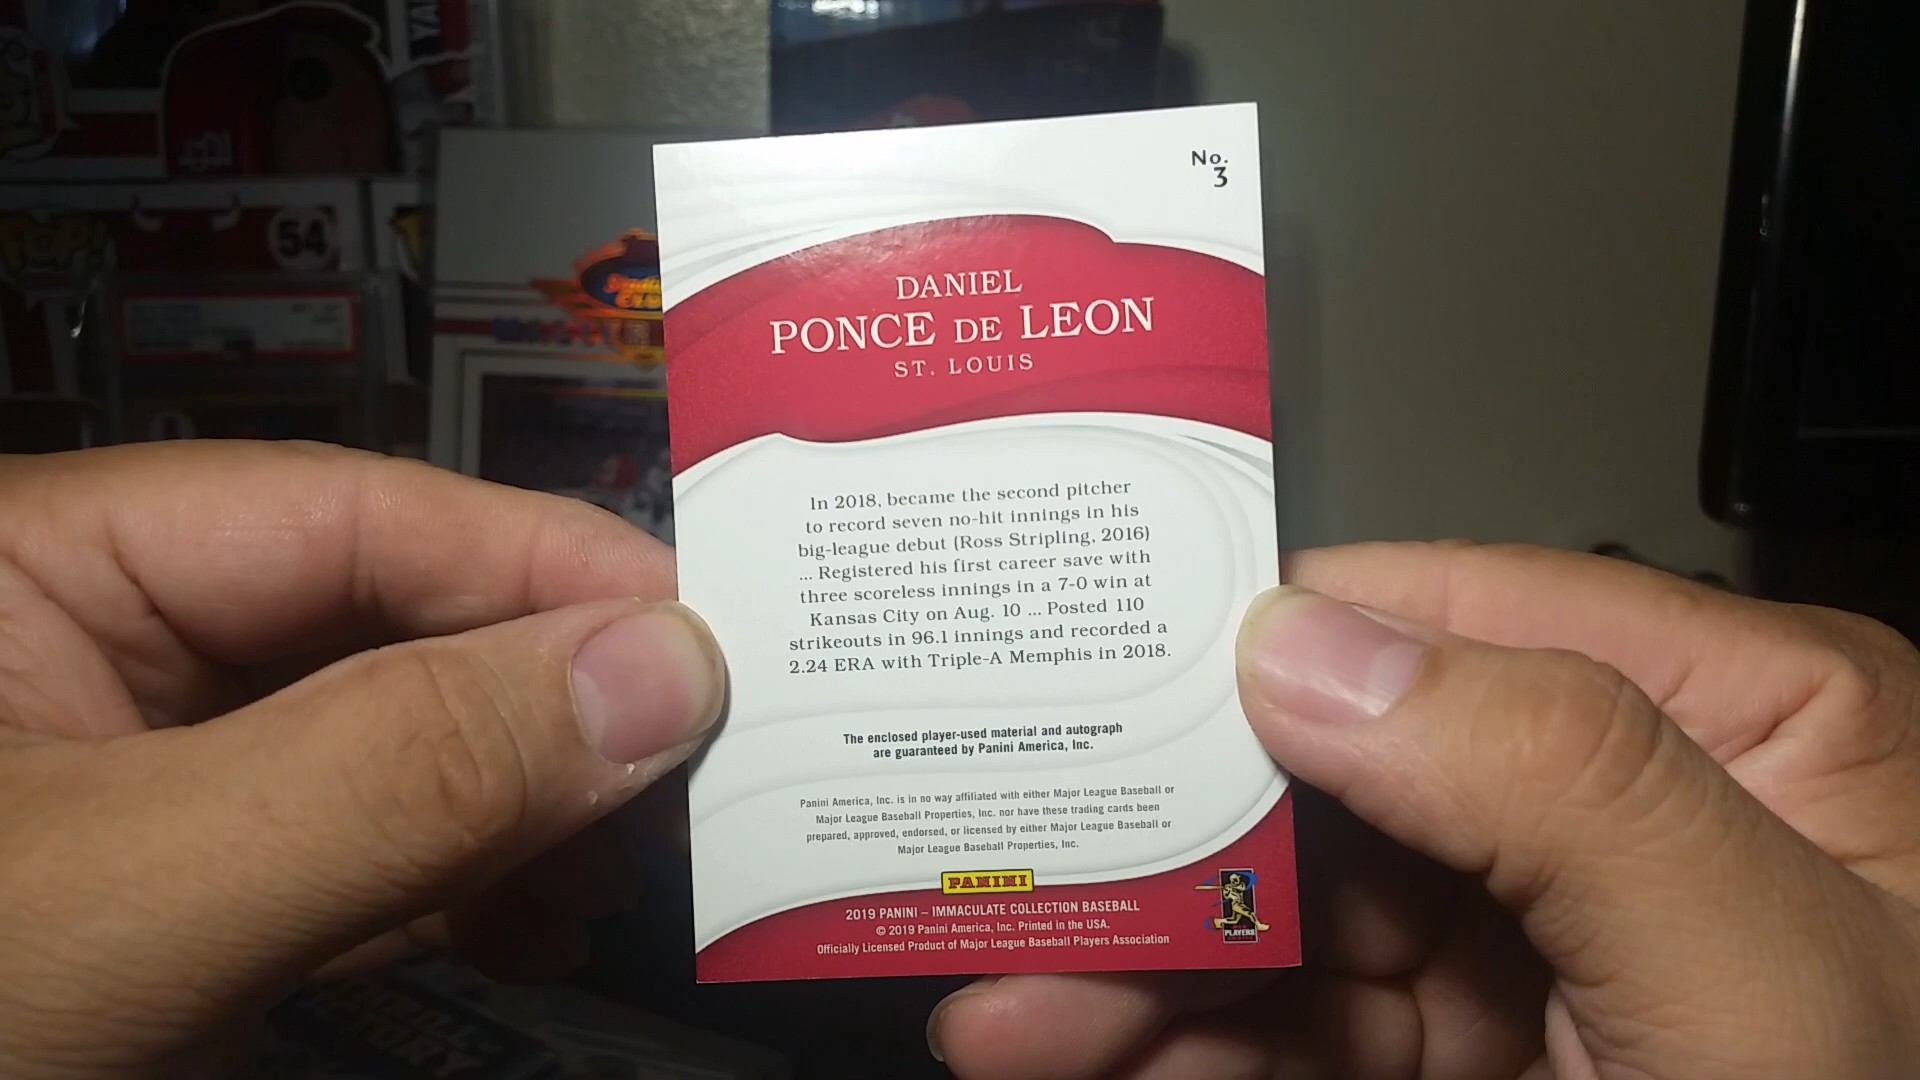 No.
3
DANIEL
PONCE DE LEON
ST. LOUIS
In 2018, became the second pitcher
to record seven no-hit innings in his
big-league debut (Ross Stripling, 2016)
... Registered his first career save with
three scoreless innings in a 7-0 win at
Kansas City on Aug. 10 ... Posted 110
strikeouts in 96.1 innings and recorded a
2.24 ERA with Triple-A Memphis in 2018.
The enclosed player-used material and autograph
are guaranteed by Panini America, Inc.
Panini America, Inc. is in no way affiliated with either Major League Baseball or
Major League Baseball Properties, Inc. nor have these trading cards been
prepared, approved, endorsed, or licensed by either Major League Baseball or
Major League Baseball Properties, Inc.
PANINI
2019 PANINI – IMMACULATE COLLECTION BASEBALL
© 2019 Panini America, Inc. Printed in the USA.
Officially Licensed Product of Major League Baseball Players Association
PLAYERS
54
POP!